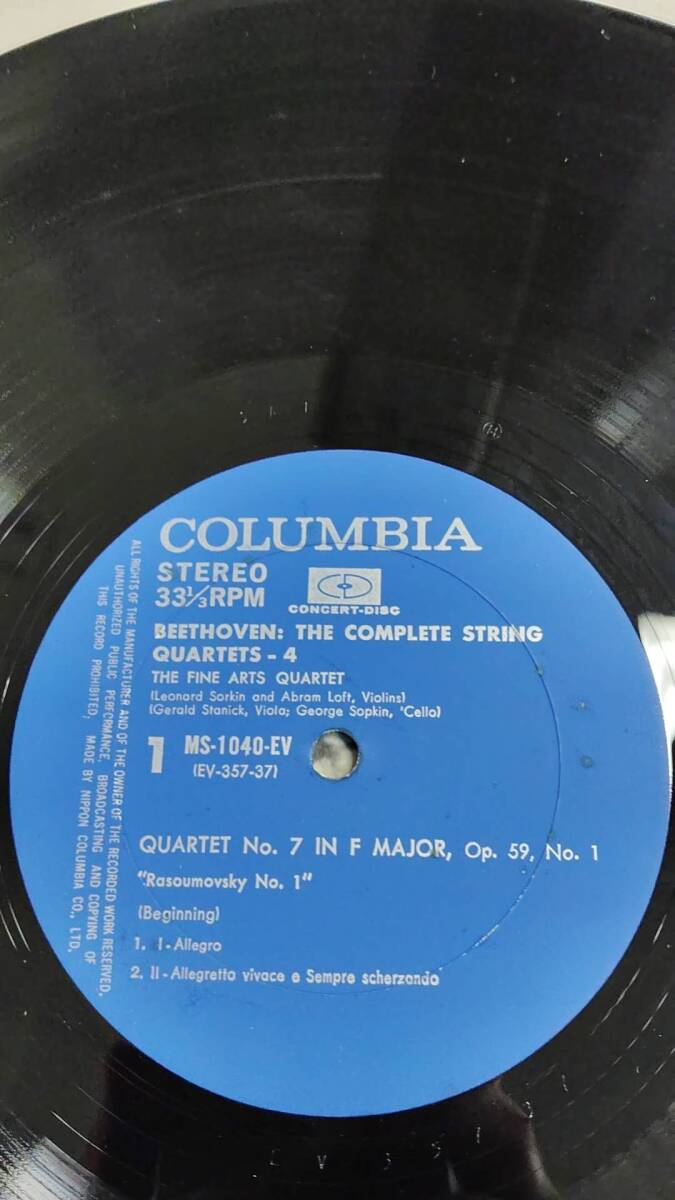 COLUMBIA
STEREO
33⅓RPM
CONCERT-DISC
BEETHOVEN: THE COMPLETE STRING
QUARTETS - 4
THE FINE ARTS QUARTET
(Leonard Sorkin and Abram Loft, Violins)
(Gerald Stanick, Viola; George Sopkin, 'Cello)
1 MS-1040-EV
(EV-357-37)
QUARTET No. 7 IN F MAJOR, Op. 59, No. 1
"Rasoumovsky No. 1"
(Beginning)
1. I-Allegro
2. II-Allegretto vivace e Sempre scherzando
ALL RIGHTS OF THE MANUFACTURER AND OF THE OWNER OF THE RECORDED WORK RESERVED.
UNAUTHORIZED PUBLIC PERFORMANCE, BROADCASTING AND COPYING OF
THIS RECORD PROHIBITED; MADE BY NIPPON COLUMBIA CO., LTD.